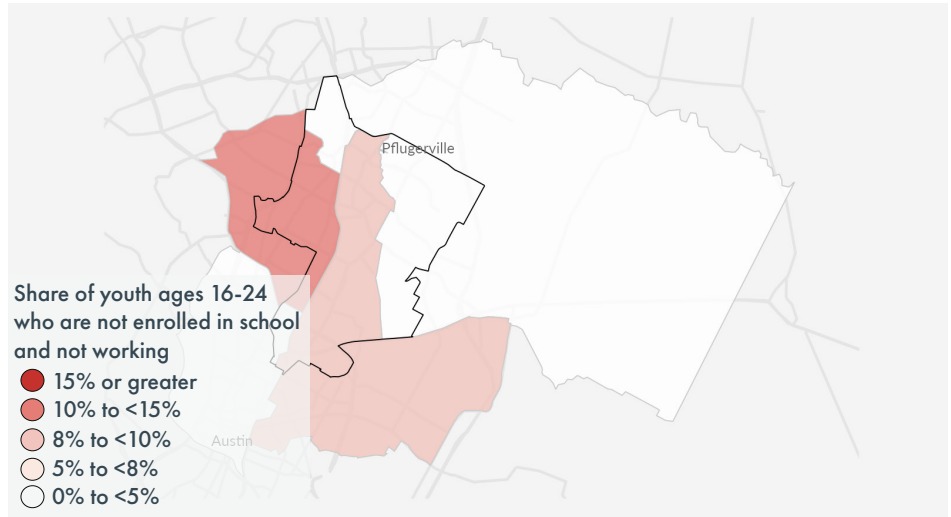 Pflugerville
Share of youth ages 16-24
who are not enrolled in school
and not working
15% or greater
10% to <15%
8% to <10%
Austin
5% to <8%
0% to <5%